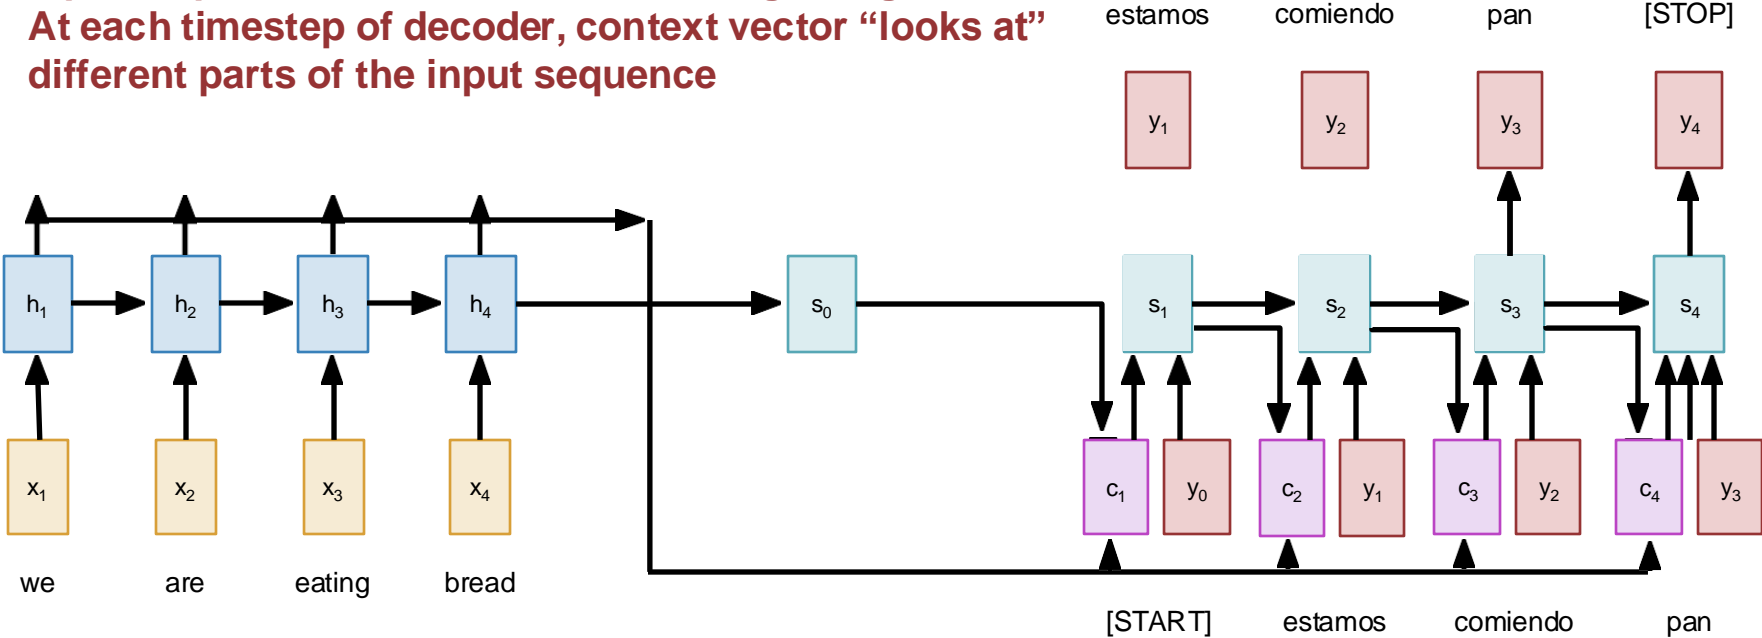 At each timestep of decoder, context vector “looks at”
different parts of the input sequence
estamos comiendo pan [STOP]
y1 y2 y3 y4
h1 h2 h3 h4 s0 s1 s2 s3 s4
x1 x2 x3 x4 c1 y0 c2 y1 c3 y2 c4 y3
we are eating bread
[START] estamos comiendo pan